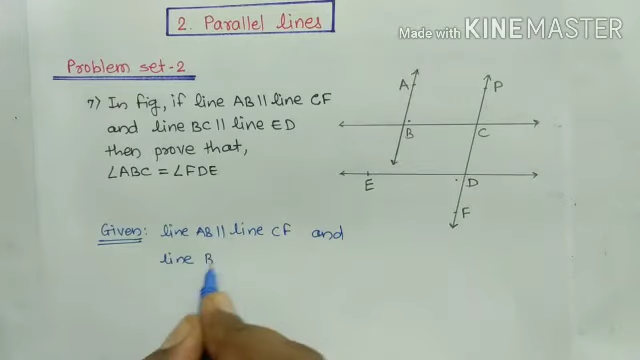 2. Parallel lines
Made with KINEMASTER
Problem set-2
7) In fig, if line AB || line CF
and line BC || line ED
then prove that,
∠ABC = ∠FDE
A
P
B
C
E
D
F
Given: line AB || line CF and
line B